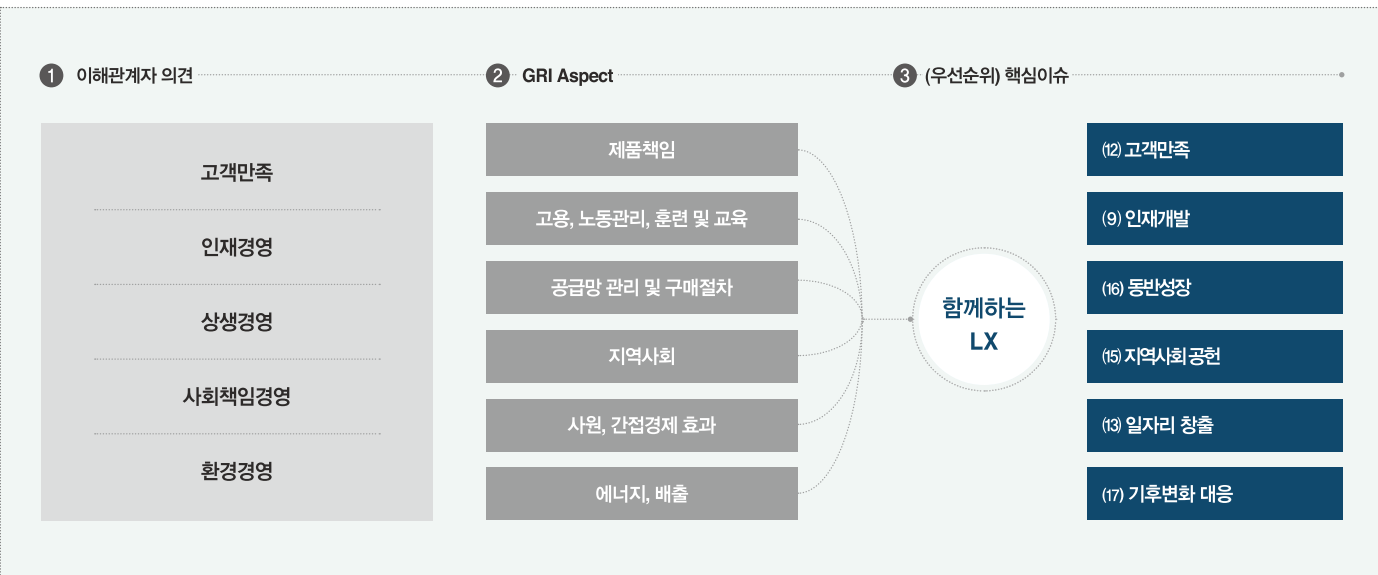 1 이해관계자 의견
고객만족
인재경영
상생경영
사회책임경영
환경경영
2 GRI Aspect
제품책임
고용, 노동관리, 훈련 및 교육
공급망 관리 및 구매절차
지역사회
사원, 간접경제 효과
에너지, 배출
3 (우선순위) 핵심이슈
함께하는
LX
(12) 고객만족
(9) 인재개발
(16) 동반성장
(15) 지역사회 공헌
(13) 일자리 창출
(17) 기후변화 대응